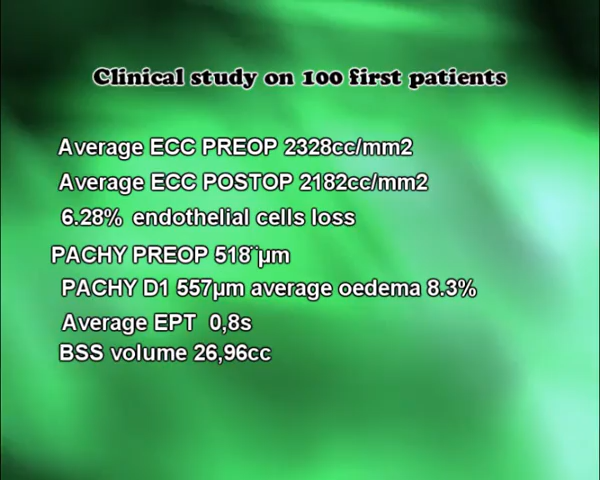 Clinical study on 100 first patients
Average ECC PREOP 2328cc/mm2
Average ECC POSTOP 2182cc/mm2
6.28% endothelial cells loss
PACHY PREOP 518¨µm
PACHY D1 557µm average oedema 8.3%
Average EPT 0,8s
BSS volume 26,96cc